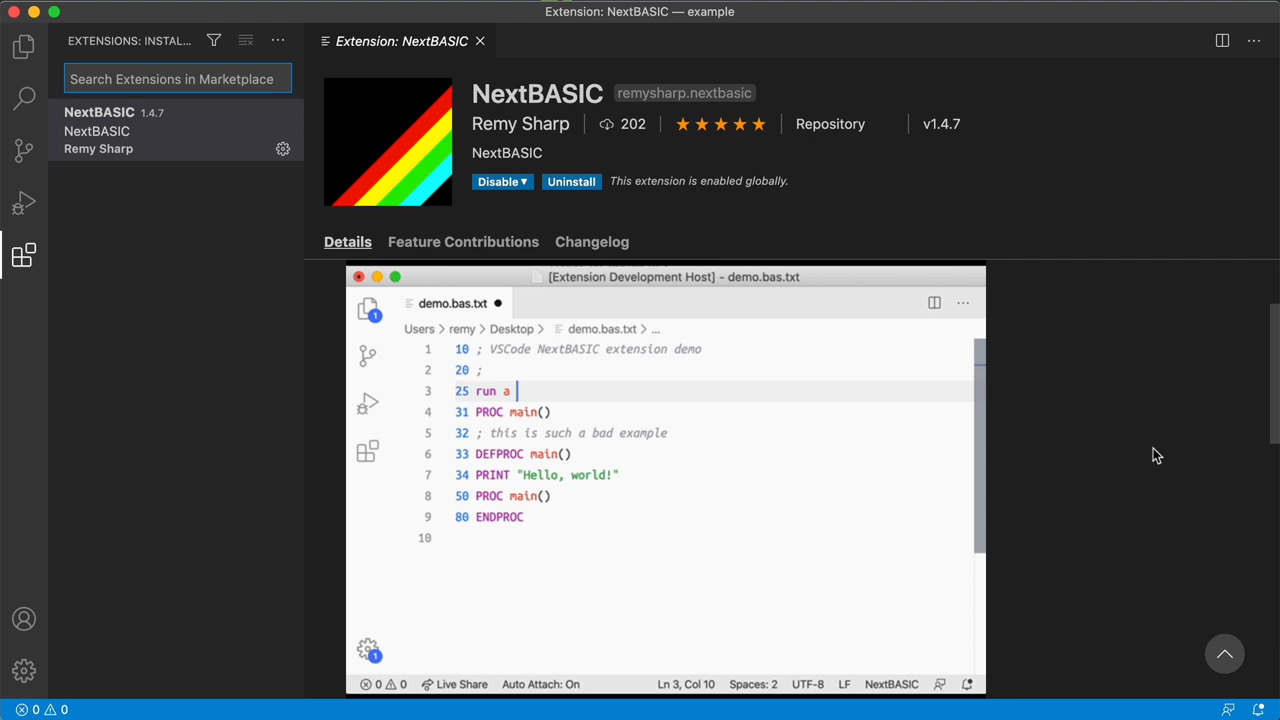 Extension: NextBASIC — example
EXTENSIONS: INSTAL...
Extension: NextBASIC
Search Extensions in Marketplace
NextBASIC 1.4.7
NextBASIC
Remy Sharp
NextBASIC remysharp.nextbasic
Remy Sharp 202 Repository v1.4.7
NextBASIC
Disable Uninstall This extension is enabled globally.
Details Feature Contributions Changelog
[Extension Development Host] - demo.bas.txt
demo.bas.txt
1
Users > remy > Desktop > demo.bas.txt > ...
1 10 ; VSCode NextBASIC extension demo
2 20 ;
3 25 run a
4 31 PROC main()
5 32 ; this is such a bad example
6 33 DEFPROC main()
7 34 PRINT "Hello, world!"
8 50 PROC main()
9 80 ENDPROC
10
1
0 0 Live Share Auto Attach: On Ln 3, Col 10 Spaces: 2 UTF-8 LF NextBASIC
0 0